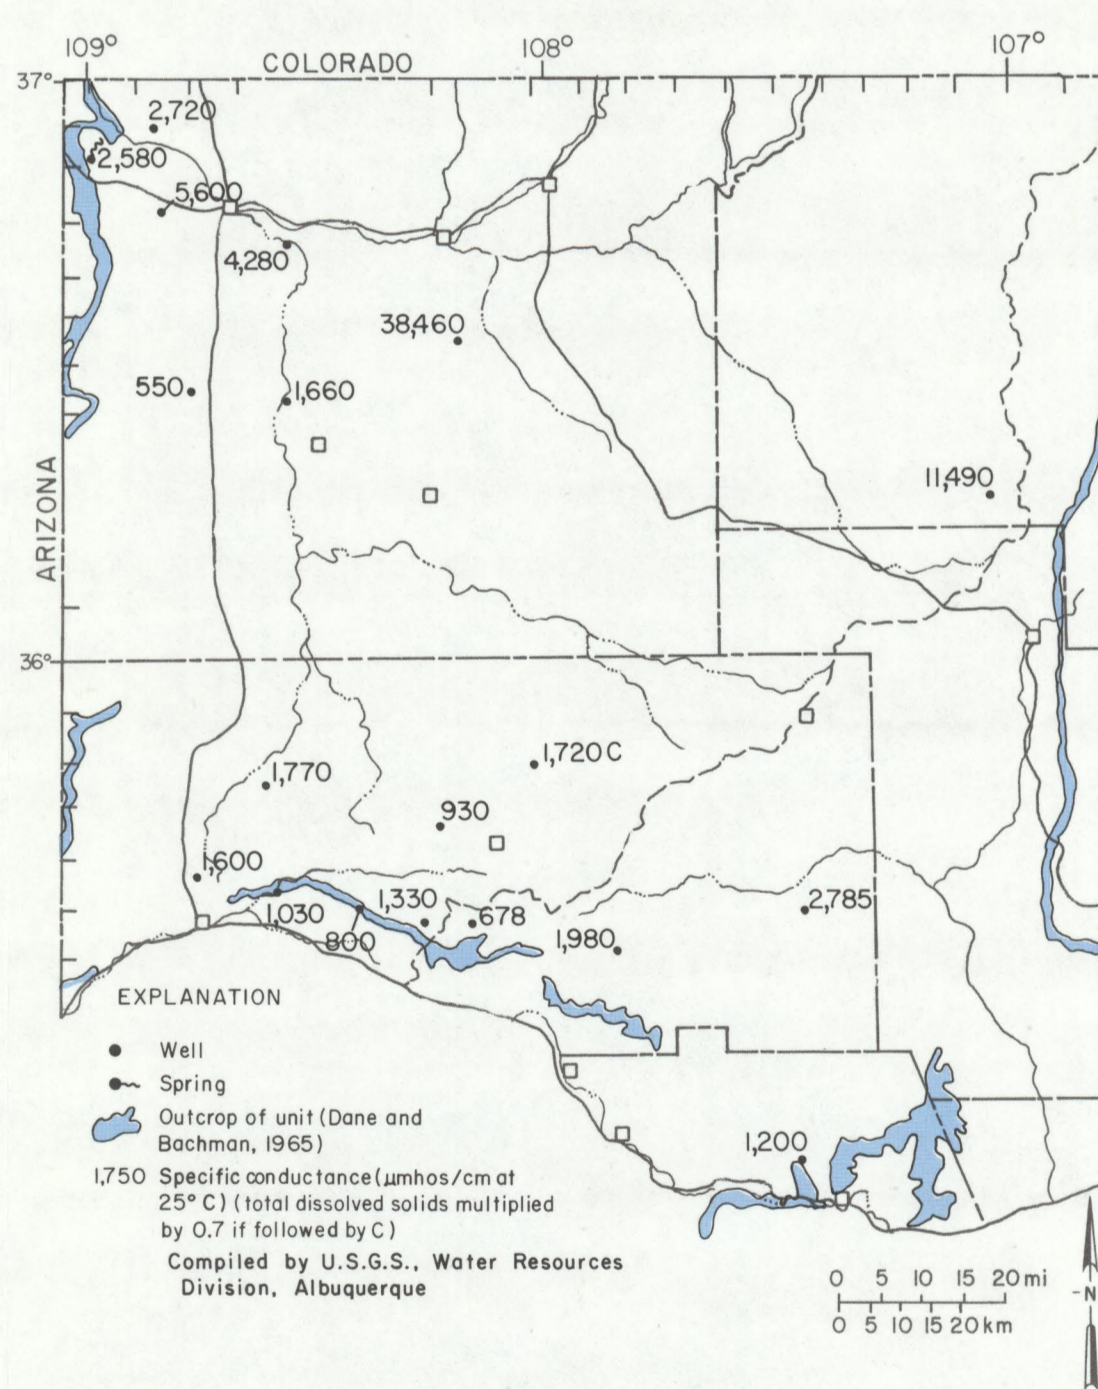 109°
108°
107°
COLORADO
37°
2,720
2,580
5,600
4,280
38,460
550
1,660
11,490
ARIZONA
36°
1,720 C
1,770
930
1,600
1,030
800
1,330
678
1,980
2,785
EXPLANATION
Well
Spring
Outcrop of unit (Dane and
Bachman, 1965)
1,750 Specific conductance (µmhos/cm at
25° C) (total dissolved solids multiplied
by 0.7 if followed by C)
Compiled by U.S.G.S., Water Resources
Division, Albuquerque
1,200
0 5 10 15 20 mi
0 5 10 15 20 km
-N